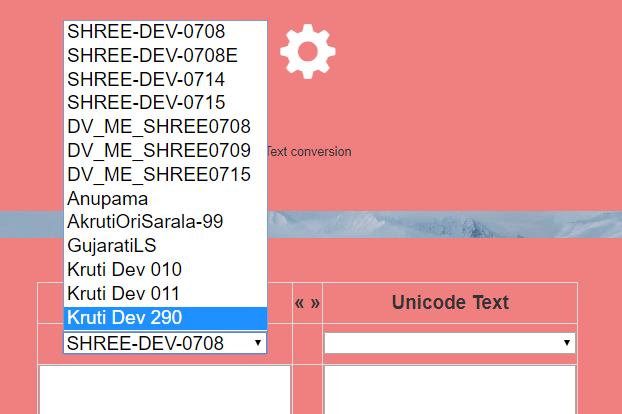 SHREE-DEV-0708
SHREE-DEV-0708E
SHREE-DEV-0714
SHREE-DEV-0715
DV_ME_SHREE0708
DV_ME_SHREE0709
DV_ME_SHREE0715
Text conversion
Anupama
AkrutiOriSarala-99
GujaratiLS
Kruti Dev 010
Kruti Dev 011
Kruti Dev 290
« » Unicode Text
SHREE-DEV-0708